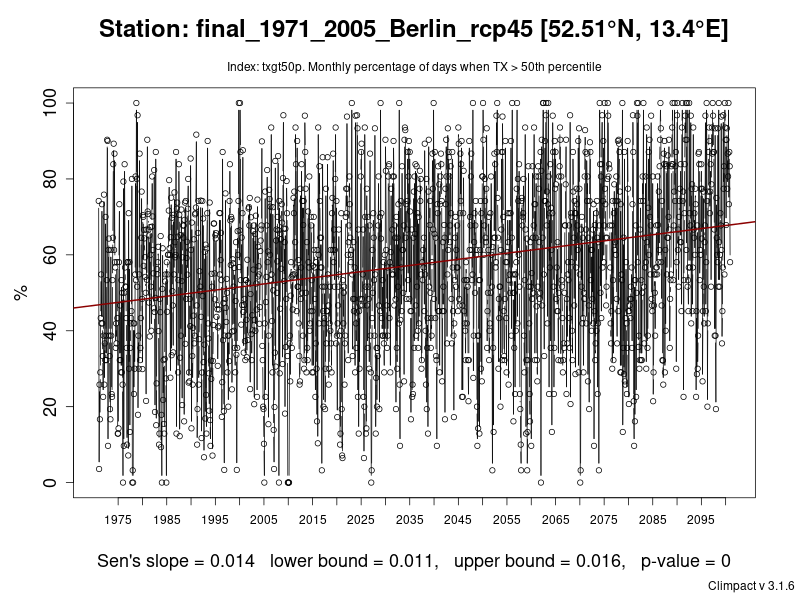 Station: final_1971_2005_Berlin_rcp45 [52.51°N, 13.4°E]
Index: txgt50p. Monthly percentage of days when TX > 50th percentile
%
100
80
60
40
20
0
1975 1985 1995 2005 2015 2025 2035 2045 2055 2065 2075 2085 2095
Sen's slope = 0.014 lower bound = 0.011, upper bound = 0.016, p-value = 0
Climpact v 3.1.6